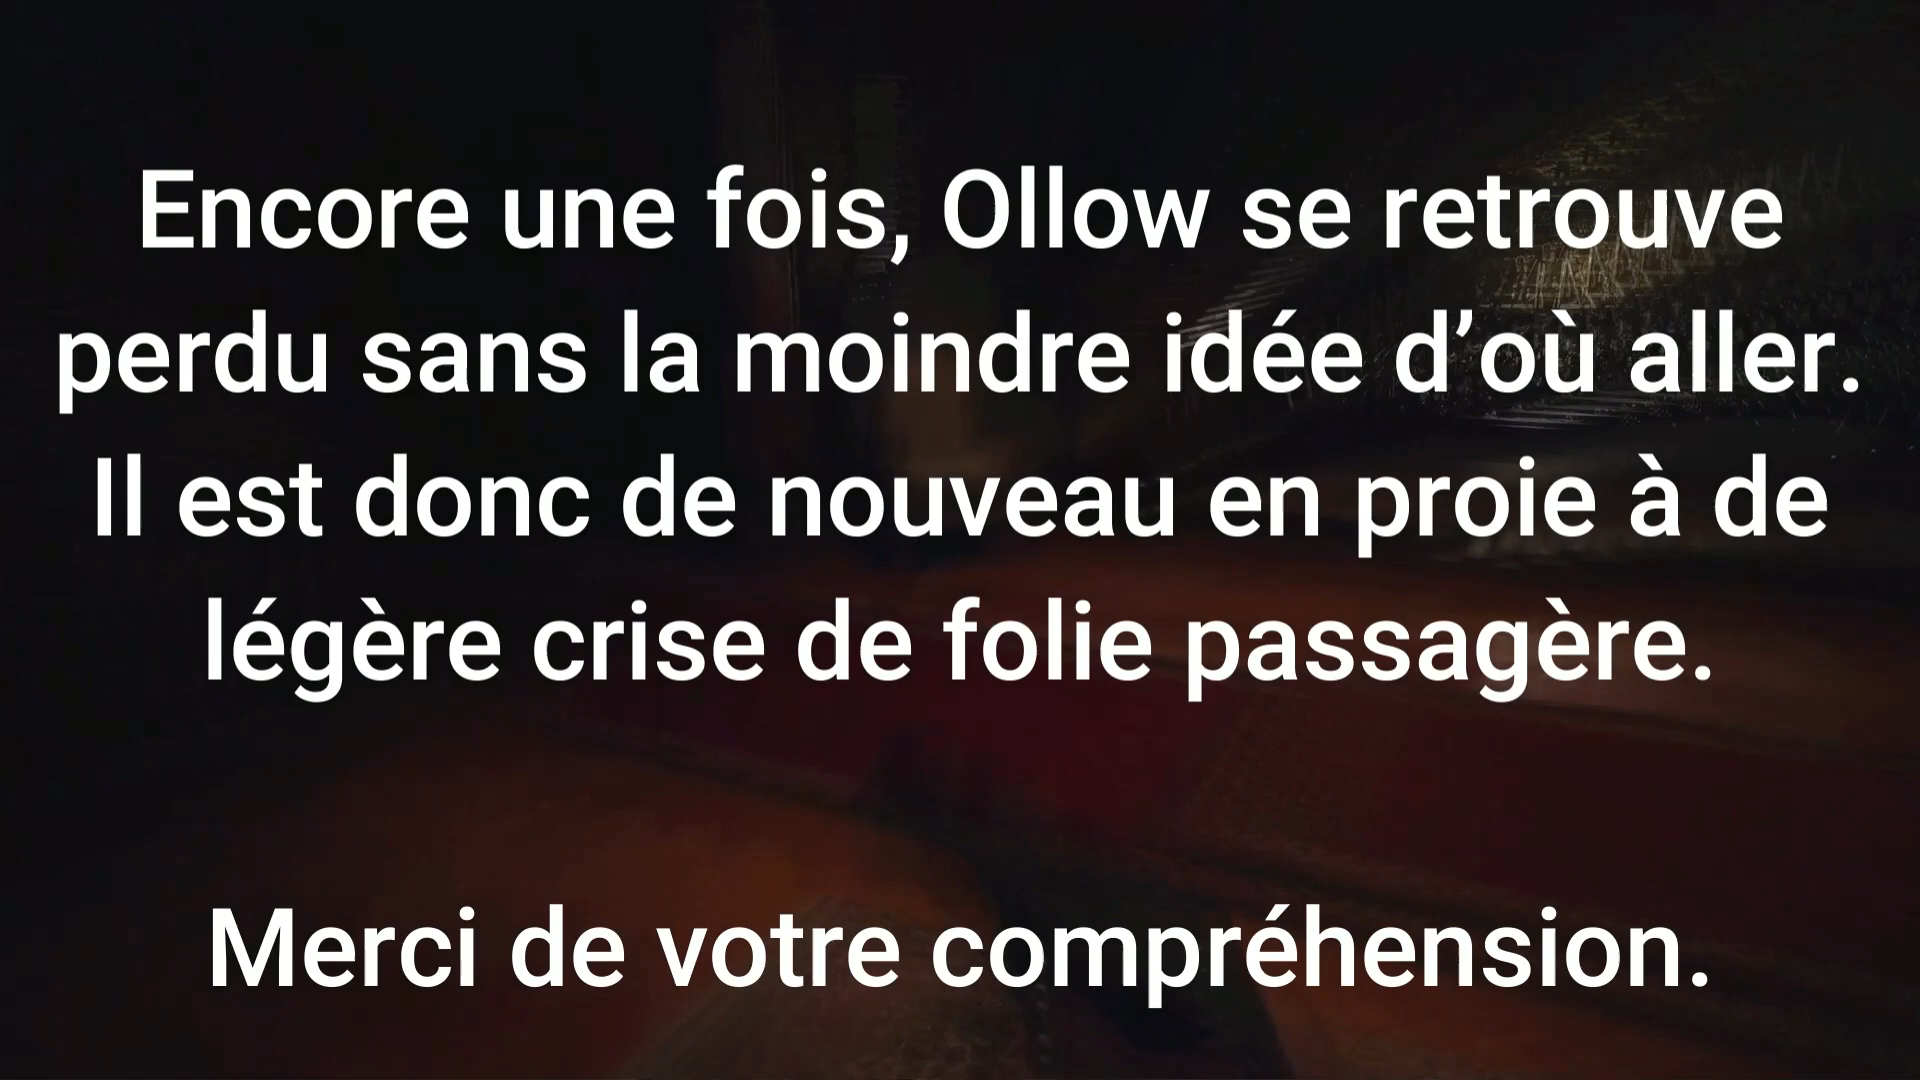 Encore une fois, Ollow se retrouve
perdu sans la moindre idée d’où aller.
Il est donc de nouveau en proie à de
légère crise de folie passagère.
Merci de votre compréhension.